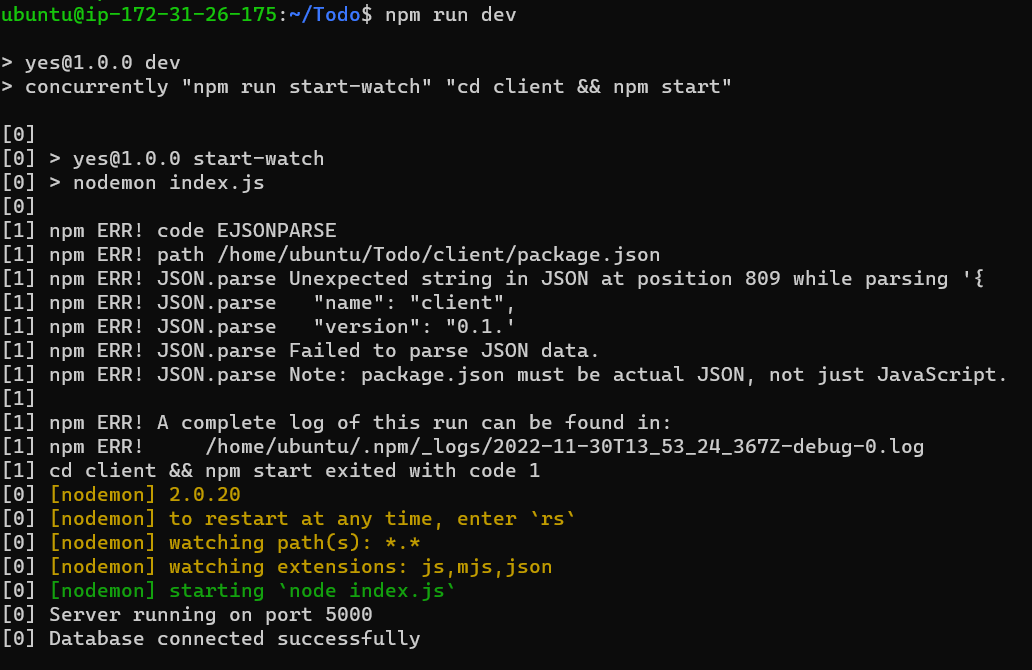 ubuntu@ip-172-31-26-175:~/Todo$ npm run dev
> yes@1.0.0 dev
> concurrently "npm run start-watch" "cd client && npm start"
[0]
[0] > yes@1.0.0 start-watch
[0] > nodemon index.js
[0]
[1] npm ERR! code EJSONPARSE
[1] npm ERR! path /home/ubuntu/Todo/client/package.json
[1] npm ERR! JSON.parse Unexpected string in JSON at position 809 while parsing '{
[1] npm ERR! JSON.parse   "name": "client",
[1] npm ERR! JSON.parse   "version": "0.1.'
[1] npm ERR! JSON.parse Failed to parse JSON data.
[1] npm ERR! JSON.parse Note: package.json must be actual JSON, not just JavaScript.
[1]
[1] npm ERR! A complete log of this run can be found in:
[1] npm ERR!     /home/ubuntu/.npm/_logs/2022-11-30T13_53_24_367Z-debug-0.log
[1] cd client && npm start exited with code 1
[0] [nodemon] 2.0.20
[0] [nodemon] to restart at any time, enter `rs`
[0] [nodemon] watching path(s): *.*
[0] [nodemon] watching extensions: js,mjs,json
[0] [nodemon] starting `node index.js`
[0] Server running on port 5000
[0] Database connected successfully